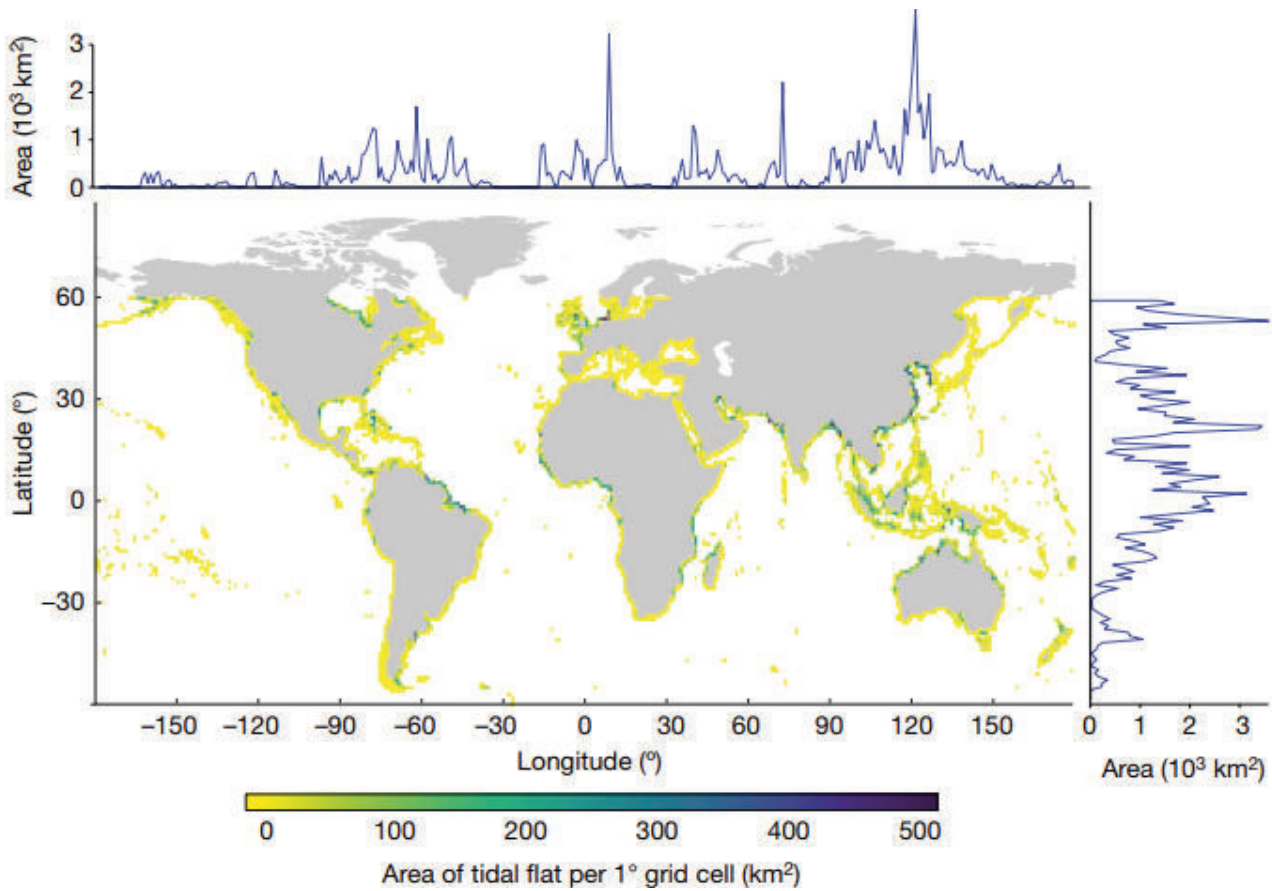 3
2
1
0
Area (10³ km²)
60
30
0
–30
Latitude (°)
–150 –120 –90 –60 –30 0 30 60 90 120 150
Longitude (º)
0 1 2 3
Area (10³ km²)
0 100 200 300 400 500
Area of tidal flat per 1° grid cell (km²)